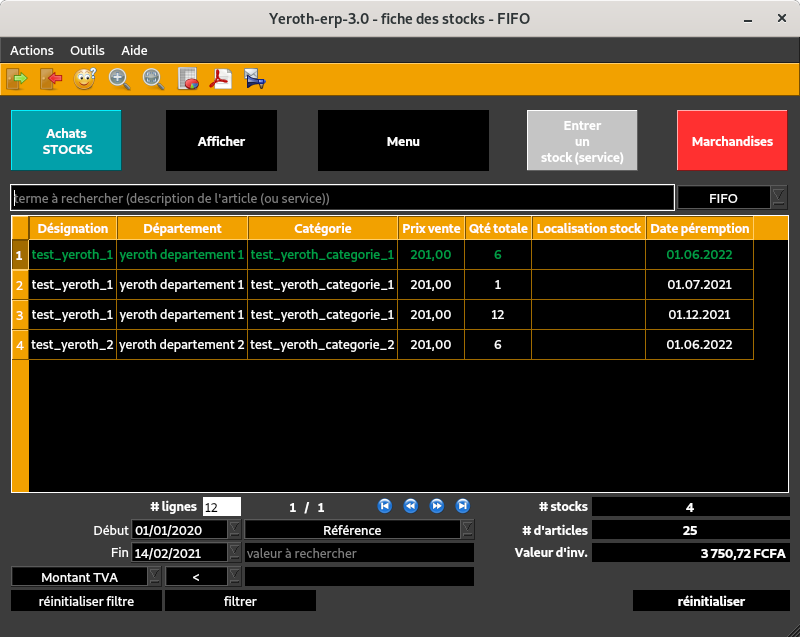 Yeroth-erp-3.0 - fiche des stocks - FIFO
Actions Outils Aide
Achats
STOCKS
Afficher
Menu
Entrer
un
stock (service)
Marchandises
terme à rechercher (description de l'article (ou service))
FIFO
Désignation Département Catégorie Prix vente Qté totale Localisation stock Date péremption
1 test_yeroth_1 yeroth departement 1 test_yeroth_categorie_1 201,00 6 01.06.2022
2 test_yeroth_1 yeroth departement 1 test_yeroth_categorie_1 201,00 1 01.07.2021
3 test_yeroth_1 yeroth departement 1 test_yeroth_categorie_1 201,00 12 01.12.2021
4 test_yeroth_2 yeroth departement 2 test_yeroth_categorie_2 201,00 6 01.06.2022
# lignes 12 1 / 1 # stocks 4
Début 01/01/2020 Référence # d'articles 25
Fin 14/02/2021 valeur à rechercher Valeur d'inv. 3 750,72 FCFA
Montant TVA <
réinitialiser filtre filtrer réinitialiser